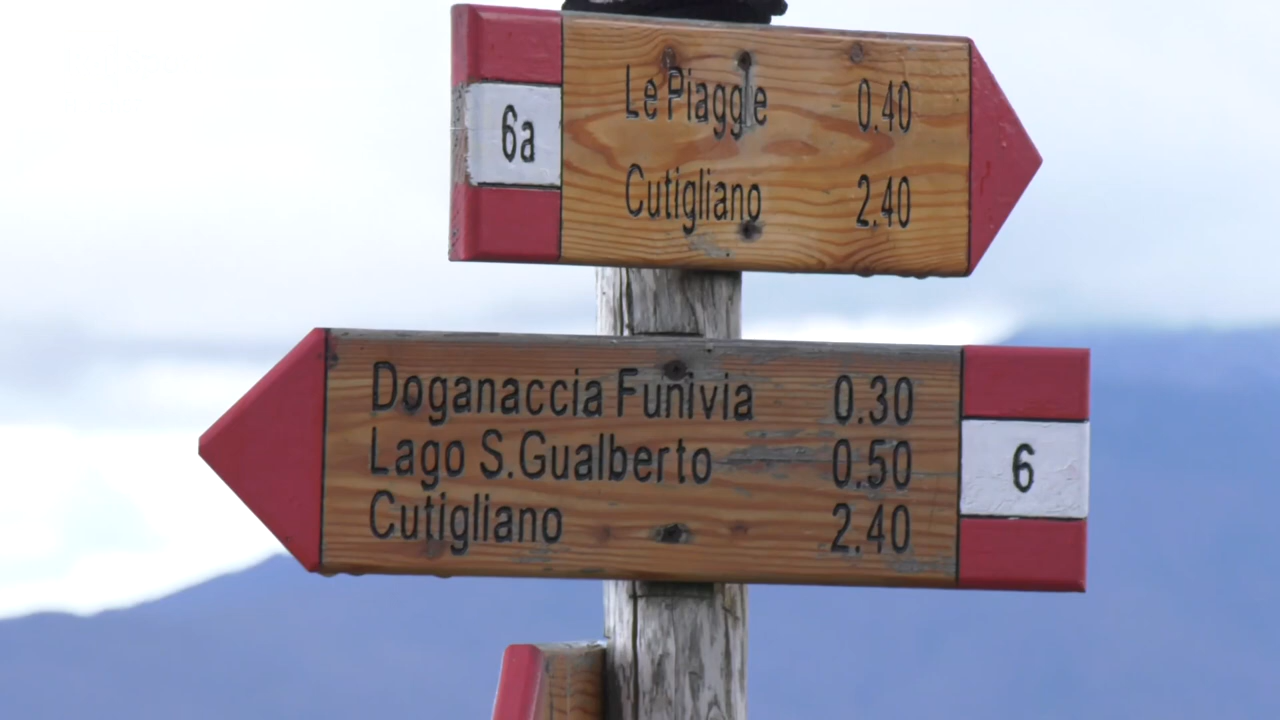 6a
Le Piaggie 0.40
Cutigliano 2.40
Doganaccia Funivia 0.30
Lago S.Gualberto 0.50
Cutigliano 2.40
6